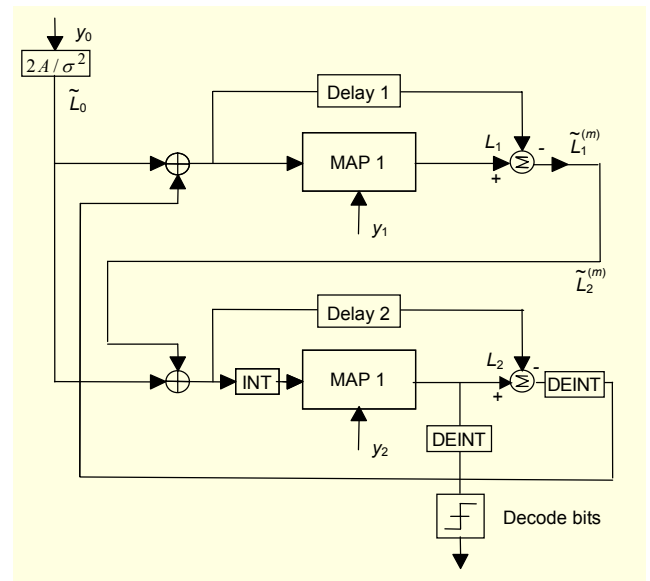 y₀
2A/σ²
L̃₀
Delay 1
MAP 1
L₁
Σ
-
+
L̃₁⁽ᵐ⁾
y₁
L̃₂⁽ᵐ⁾
Delay 2
INT
MAP 1
L₂
Σ
-
+
DEINT
y₂
DEINT
Decode bits